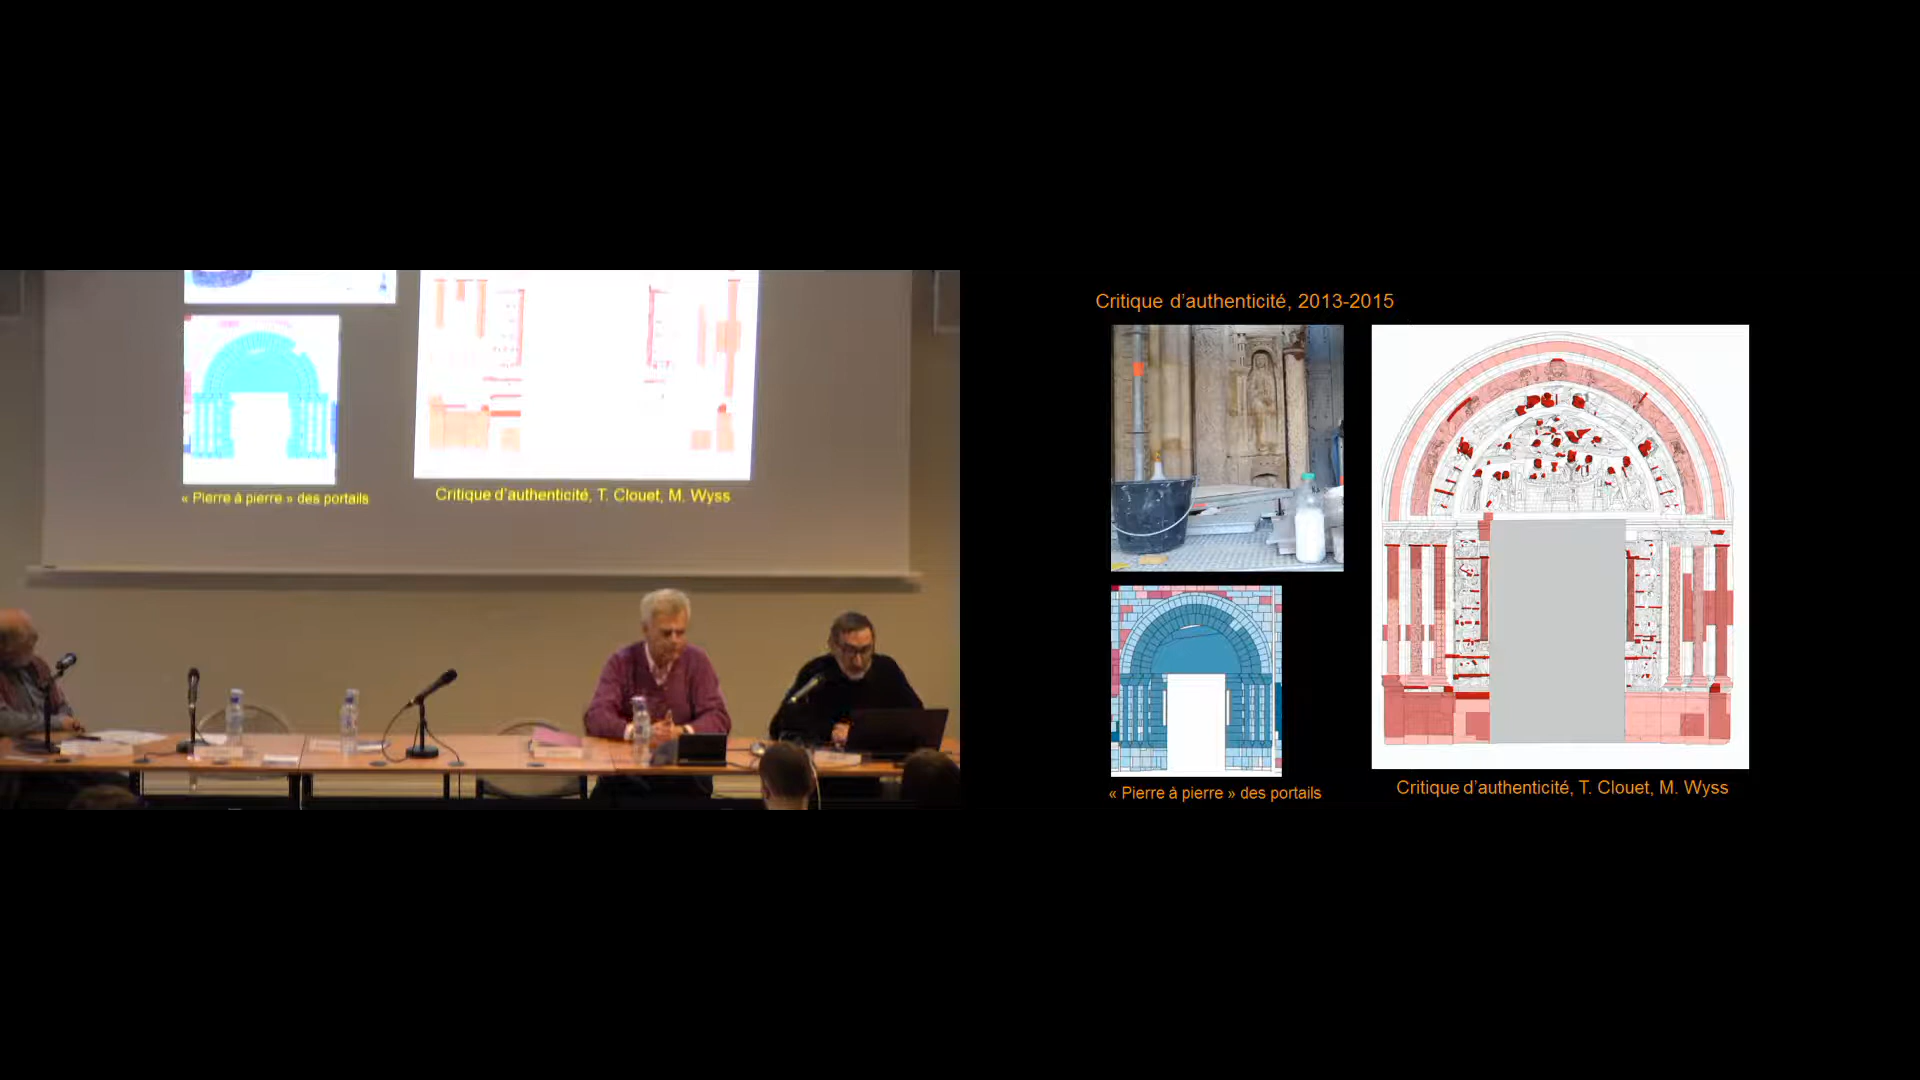 « Pierre à pierre » des portails
Critique d'authenticité, T. Clouet, M. Wyss
Critique d'authenticité, 2013-2015
« Pierre à pierre » des portails
Critique d'authenticité, T. Clouet, M. Wyss